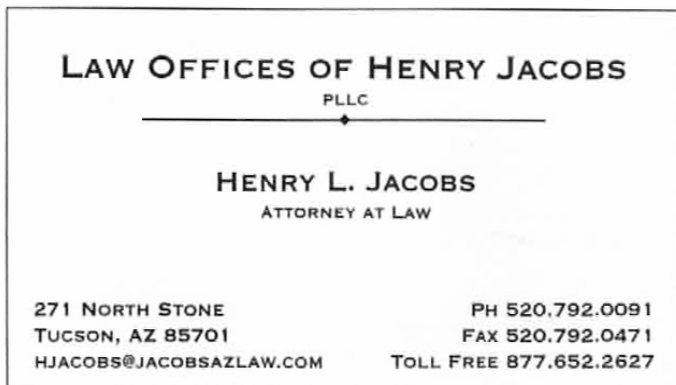 LAW OFFICES OF HENRY JACOBS
PLLC
HENRY L. JACOBS
ATTORNEY AT LAW
271 NORTH STONE
TUCSON, AZ 85701
HJACOBS@JACOBSAZLAW.COM
PH 520.792.0091
FAX 520.792.0471
TOLL FREE 877.652.2627